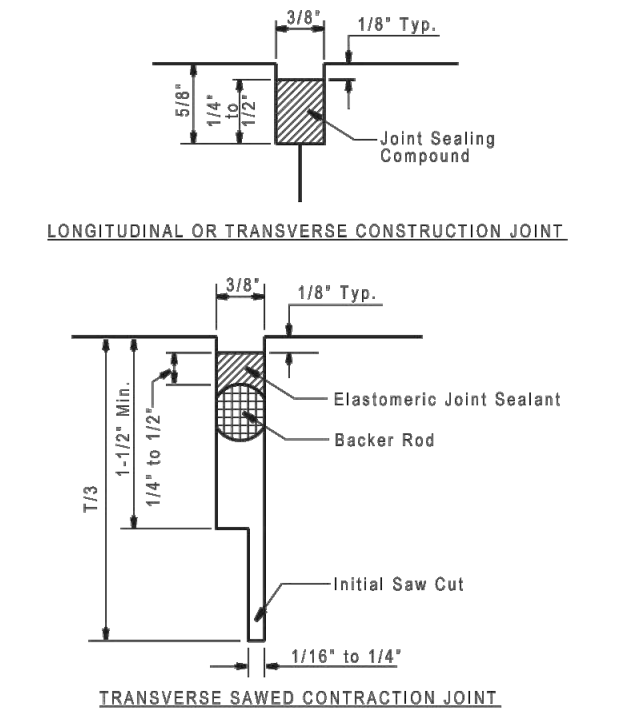 3/8"
1/8" Typ.
5/8"
1/4"
to
1/2"
Joint Sealing
Compound
LONGITUDINAL OR TRANSVERSE CONSTRUCTION JOINT
3/8"
1/8" Typ.
T/3
1-1/2" Min.
1/4" to 1/2"
Elastomeric Joint Sealant
Backer Rod
Initial Saw Cut
1/16" to 1/4"
TRANSVERSE SAWED CONTRACTION JOINT